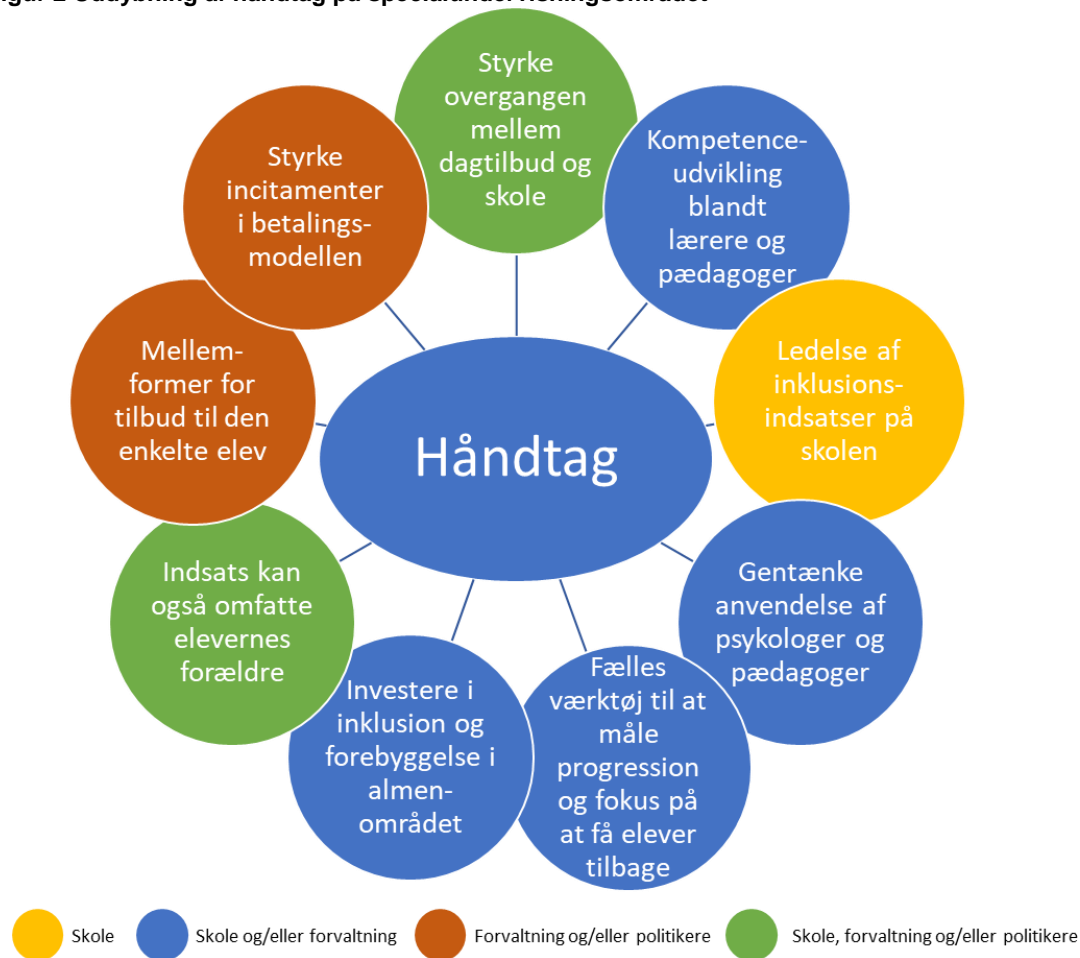 Styrke
overgangen
mellem
dagtilbud og
skole
Kompetence-
udvikling
blandt
lærere og
pædagoger
Ledelse af
inklusions-
indsatser på
skolen
Gentænke
anvendelse af
psykologer og
pædagoger
Fælles
værktøj til at
måle
progression
og fokus på
at få elever
tilbage
Investere i
inklusion og
forebyggelse i
almen-
området
Indsats kan
også omfatte
elevernes
forældre
Mellem-
former for
tilbud til den
enkelte elev
Styrke
incitamenter
i betalings-
modellen
Håndtag
Skole
Skole og/eller forvaltning
Forvaltning og/eller politikere
Skole, forvaltning og/eller politikere